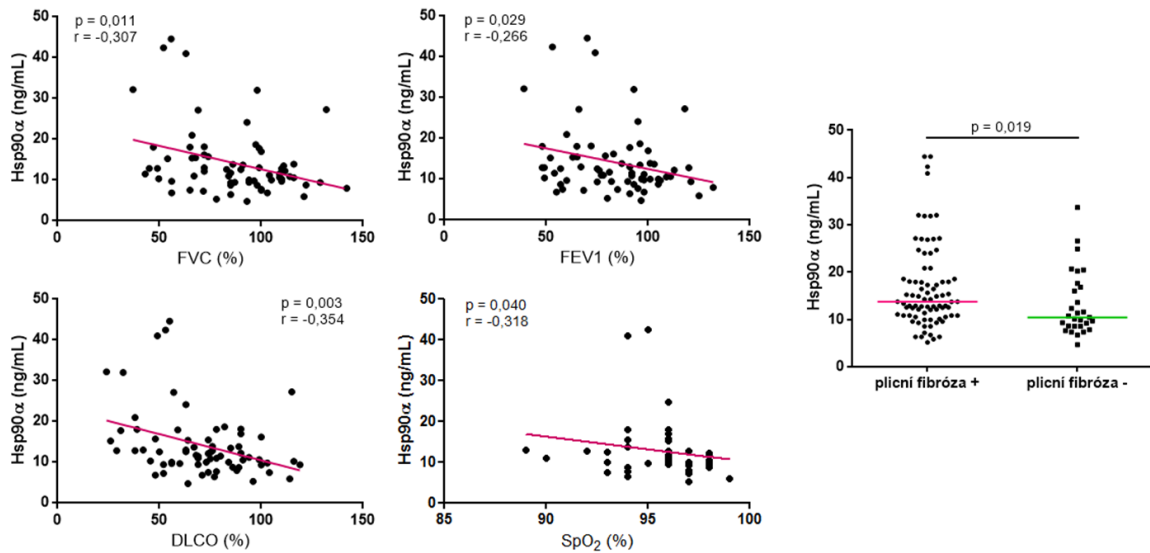 p = 0,011
r = -0,307
Hsp90α (ng/mL)
50
40
30
20
10
0
0
50
100
150
FVC (%)
p = 0,029
r = -0,266
Hsp90α (ng/mL)
50
40
30
20
10
0
0
50
100
150
FEV1 (%)
p = 0,003
r = -0,354
Hsp90α (ng/mL)
50
40
30
20
10
0
0
50
100
150
DLCO (%)
p = 0,040
r = -0,318
Hsp90α (ng/mL)
50
40
30
20
10
0
85
90
95
100
SpO₂ (%)
p = 0,019
Hsp90α (ng/mL)
50
40
30
20
10
0
plicní fibróza +
plicní fibróza -